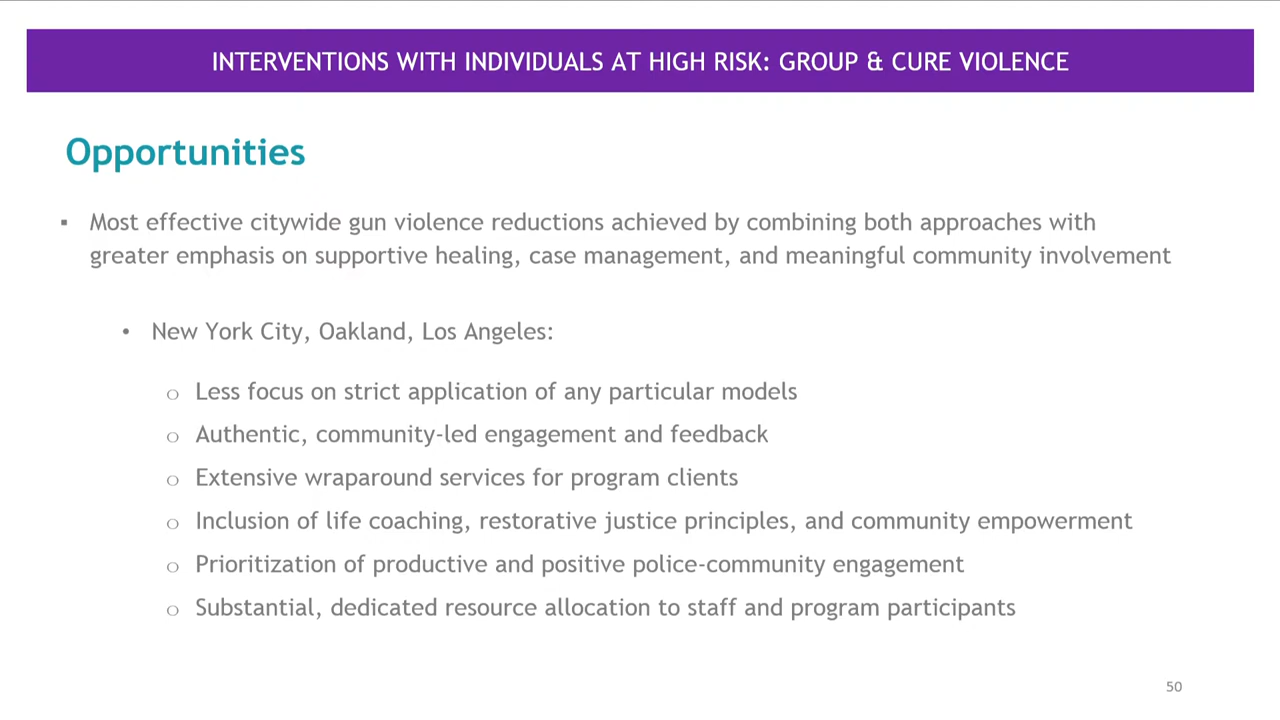 INTERVENTIONS WITH INDIVIDUALS AT HIGH RISK: GROUP & CURE VIOLENCE
Opportunities
▪ Most effective citywide gun violence reductions achieved by combining both approaches with
greater emphasis on supportive healing, case management, and meaningful community involvement
• New York City, Oakland, Los Angeles:
o Less focus on strict application of any particular models
o Authentic, community-led engagement and feedback
o Extensive wraparound services for program clients
o Inclusion of life coaching, restorative justice principles, and community empowerment
o Prioritization of productive and positive police-community engagement
o Substantial, dedicated resource allocation to staff and program participants
50